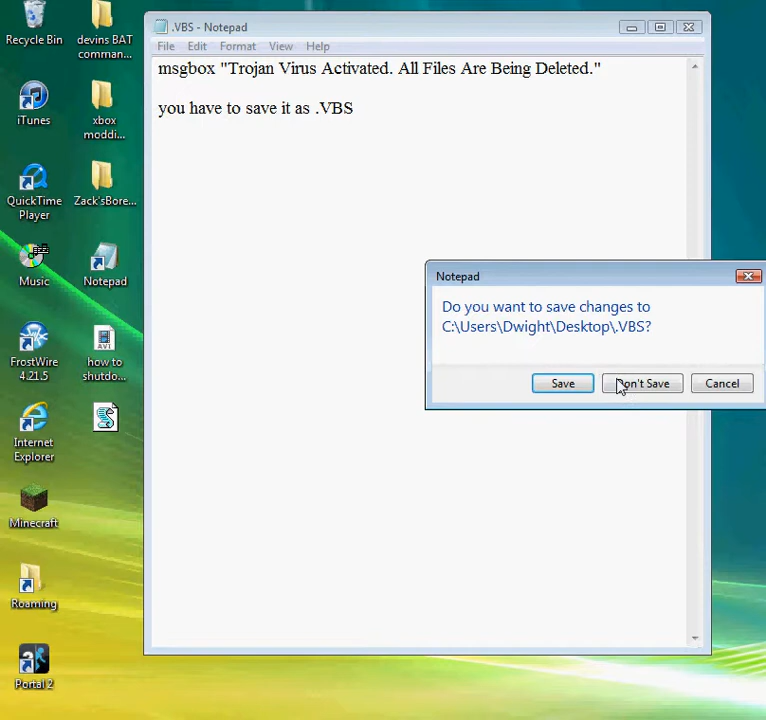 .VBS - Notepad
File Edit Format View Help
msgbox "Trojan Virus Activated. All Files Are Being Deleted."
you have to save it as .VBS
Notepad
Do you want to save changes to
C:\Users\Dwight\Desktop\.VBS?
Save Don't Save Cancel
Recycle Bin
devins BAT
comman...
iTunes
xbox
moddi...
QuickTime
Player
Zack'sBore...
Music
Notepad
FrostWire
4.21.5
AVI
how to
shutdo...
Internet
Explorer
Minecraft
Roaming
Portal 2